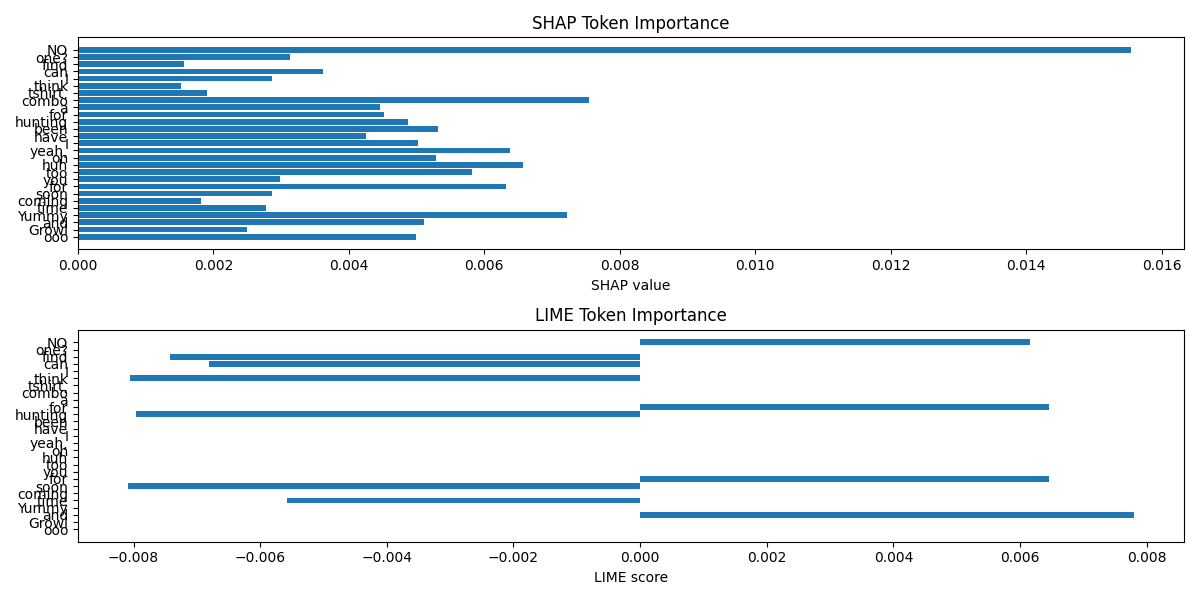 SHAP Token Importance
NO
one?
find
can
I
think
tshirt.
combo
a
for
hunting
been
have
I
yeah,
oh
huh
too
you
for
soon
coming
time
Yummy
and
Growl
ooo
0.000 0.002 0.004 0.006 0.008 0.010 0.012 0.014 0.016
SHAP value
LIME Token Importance
NO
one?
find
can
I
think
tshirt.
combo
a
for
hunting
been
have
I
yeah,
oh
huh
too
you
for
soon
coming
time
Yummy
and
Growl
ooo
−0.008 −0.006 −0.004 −0.002 0.000 0.002 0.004 0.006 0.008
LIME score